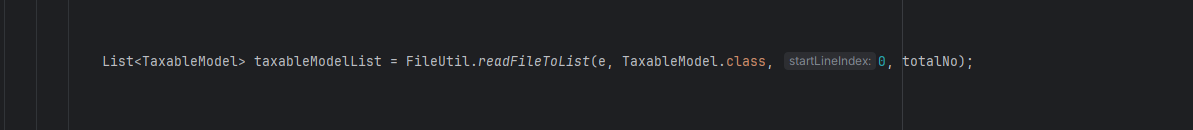 List<TaxableModel> taxableModelList = FileUtil.readFileToList(e, TaxableModel.class, startLineIndex: 0, totalNo);